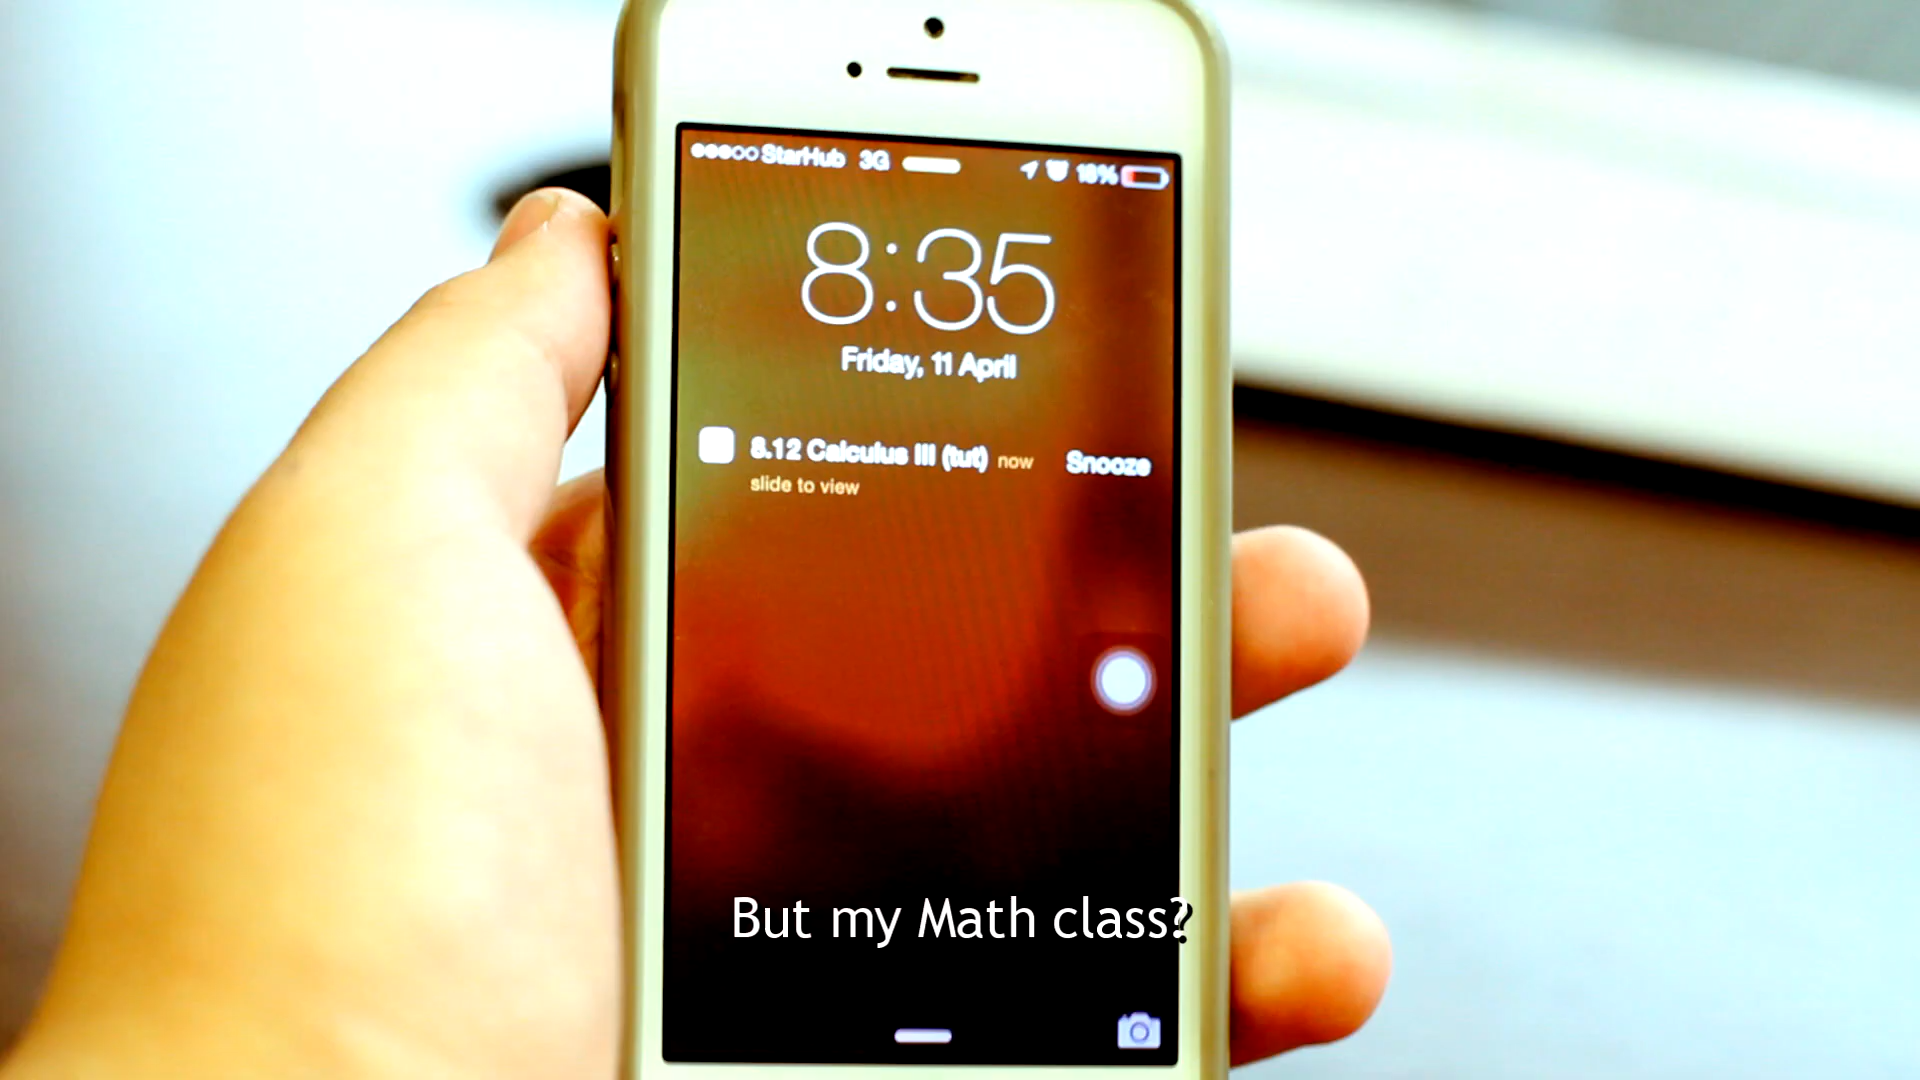 StarHub 3G 18%
8:35
Friday, 11 April
8.12 Calculus III (tut) now Snooze
slide to view
But my Math class?